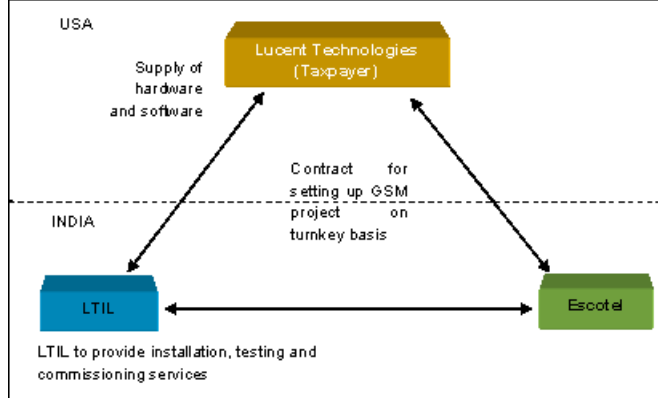 USA
Lucent Technologies
(Taxpayer)
Supply of
hardware
and software
Contract for
setting up GSM
project on
turnkey basis
INDIA
LTIL
Escotel
LTIL to provide installation, testing and
commissioning services